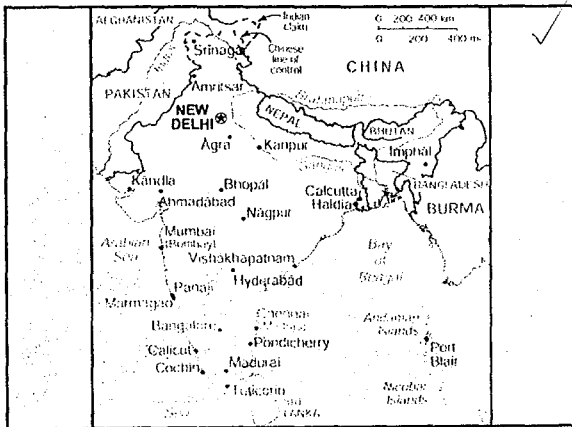 AFGHANISTAN
Indian
claim
0 200 400 km
0 200 400 mi
Srinagar
Chinese
line of
control
CHINA
Indus
Amritsar
PAKISTAN
NEW
DELHI
NEPAL
BHUTAN
Agra
Kanpur
Imphal
Kandla
Bhopal
Calcutta
BANGLADESH
Ahmadabad
Haldia
BURMA
Nagpur
Mumbai
(Bombay)
Arabian
Sea
Bay
of
Bengal
Vishakhapatnam
Hyderabad
Panaji
Marmagao
Chennai
Andaman
Islands
Bangalore
Pondicherry
Port
Blair
Calicut
Cochin
Madurai
Tuticorin
Nicobar
Islands
LANKA